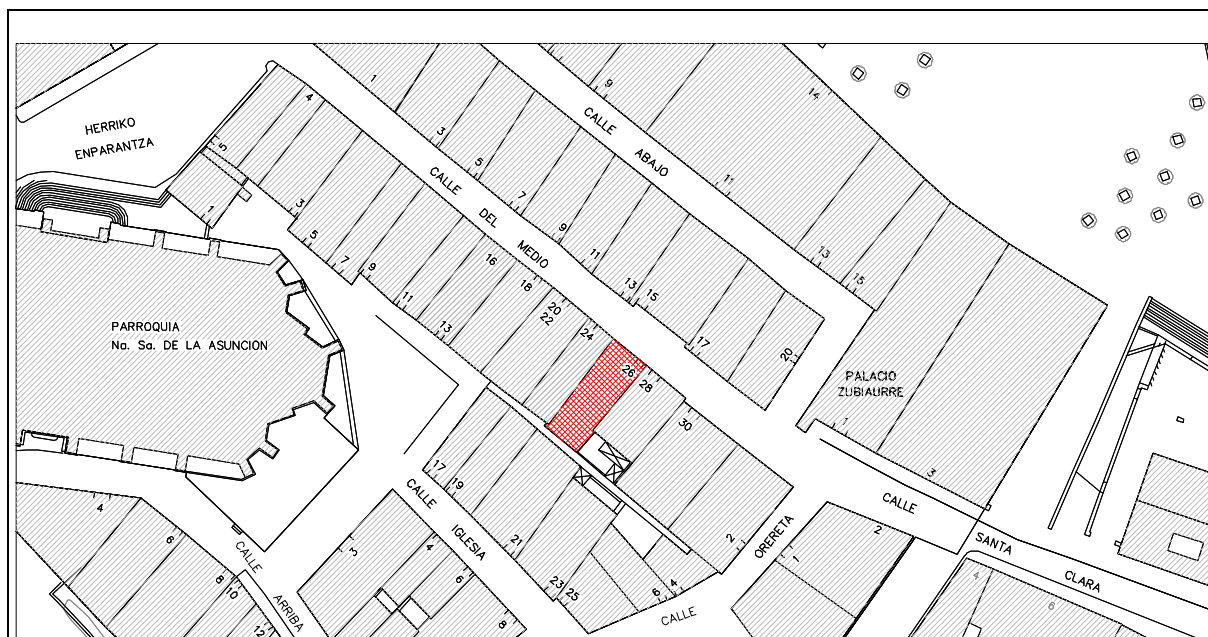 HERRIKO
ENPARANTZA
PARROQUIA
Na. Sa. DE LA ASUNCION
CALLE
ABAJO
CALLE
DEL
MEDIO
PALACIO
ZUBIAURRE
CALLE
SANTA
CLARA
CALLE
IGLESIA
CALLE
ORERETA
CALLE
ARRIBA
1
3
5
7
9
11
13
15
17
20
4
5
1
3
5
7
9
11
13
16
18
20
22
24
26
28
30
9
11
13
15
14
1
3
17
19
21
23
25
6
4
2
1
2
4
6
4
6
8
10
12
3
4
6
8